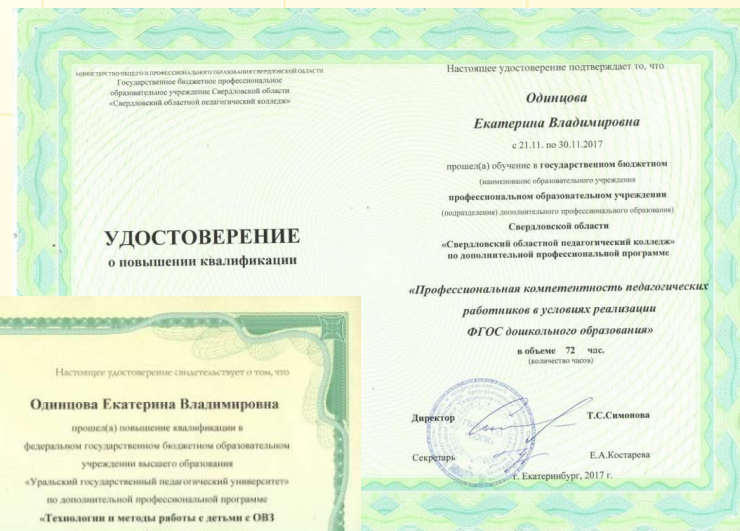 МИНИСТЕРСТВО ОБЩЕГО И ПРОФЕССИОНАЛЬНОГО ОБРАЗОВАНИЯ СВЕРДЛОВСКОЙ ОБЛАСТИ
Государственное бюджетное профессиональное
образовательное учреждение Свердловской области
«Свердловский областной педагогический колледж»
УДОСТОВЕРЕНИЕ
о повышении квалификации
Настоящее удостоверение подтверждает то, что
Одинцова
Екатерина Владимировна
с 21.11. по 30.11.2017
прошел(а) обучение в государственном бюджетном
(наименование образовательного учреждения
профессиональном образовательном учреждении
(подразделения) дополнительного профессионального образования)
Свердловской области
«Свердловский областной педагогический колледж»
по дополнительной профессиональной программе
«Профессиональная компетентность педагогических
работников в условиях реализации
ФГОС дошкольного образования»
в объеме 72 час.
(количество часов)
Директор Т.С.Симонова
Секретарь Е.А.Костарева
г. Екатеринбург, 2017 г.
Настоящее удостоверение свидетельствует о том, что
Одинцова Екатерина Владимировна
прошел(а) повышение квалификации в
федеральном государственном бюджетном образовательном
учреждении высшего образования
«Уральский государственный педагогический университет»
по дополнительной профессиональной программе
«Технологии и методы работы с детьми с ОВЗ